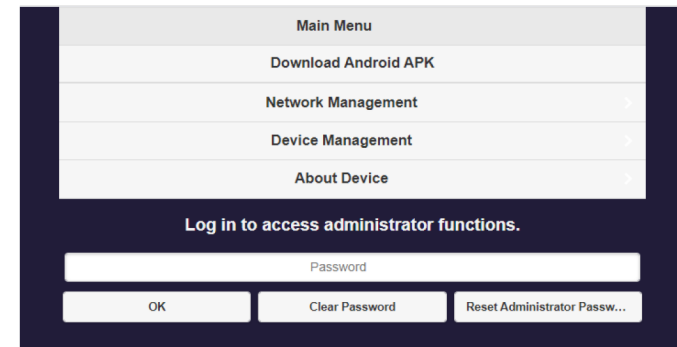 Main Menu
Download Android APK
Network Management
Device Management
About Device
Log in to access administrator functions.
Password
OK
Clear Password
Reset Administrator Passw...